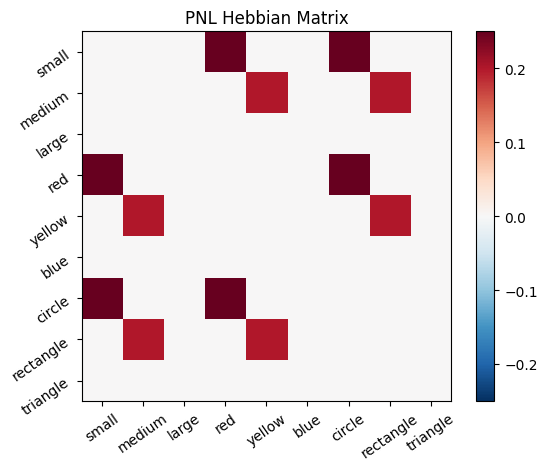 PNL Hebbian Matrix
small
medium
large
red
yellow
blue
circle
rectangle
triangle
small
medium
large
red
yellow
blue
circle
rectangle
triangle
0.2
0.1
0.0
−0.1
−0.2